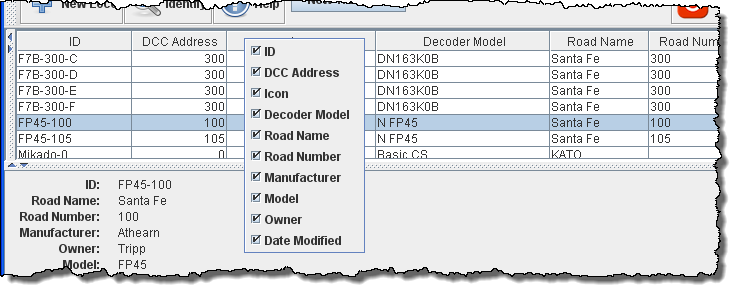 New Loc
Identi
Help
New
ID DCC Address Decoder Model Road Name Road Num
F7B-300-C 300 DN163K0B Santa Fe 300
F7B-300-D 300 DN163K0B Santa Fe 300
F7B-300-E 300 DN163K0B Santa Fe 300
F7B-300-F 300 DN163K0B Santa Fe 300
FP45-100 100 N FP45 Santa Fe 100
FP45-105 105 N FP45 Santa Fe 105
Mikado-0 0 Basic CS KATO
ID
DCC Address
Icon
Decoder Model
Road Name
Road Number
Manufacturer
Model
Owner
Date Modified
ID: FP45-100
Road Name: Santa Fe
Road Number: 100
Manufacturer: Athearn
Owner: Tripp
Model: FP45